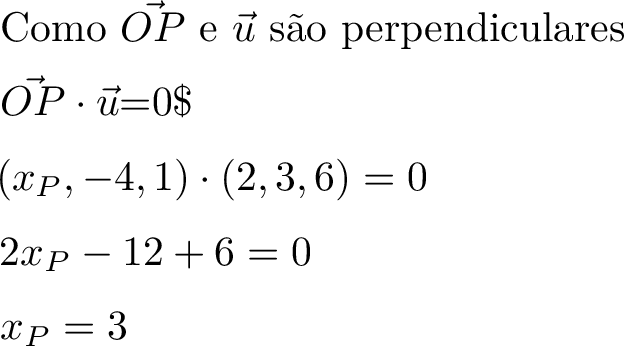 Como $\vec{OP}$ e $\vec{u}$ são perpendiculares
$\vec{OP} \cdot \vec{u}$=0$
$(x_P, -4, 1) \cdot (2, 3, 6) = 0$
$2x_P - 12 + 6 = 0$
$x_P = 3$